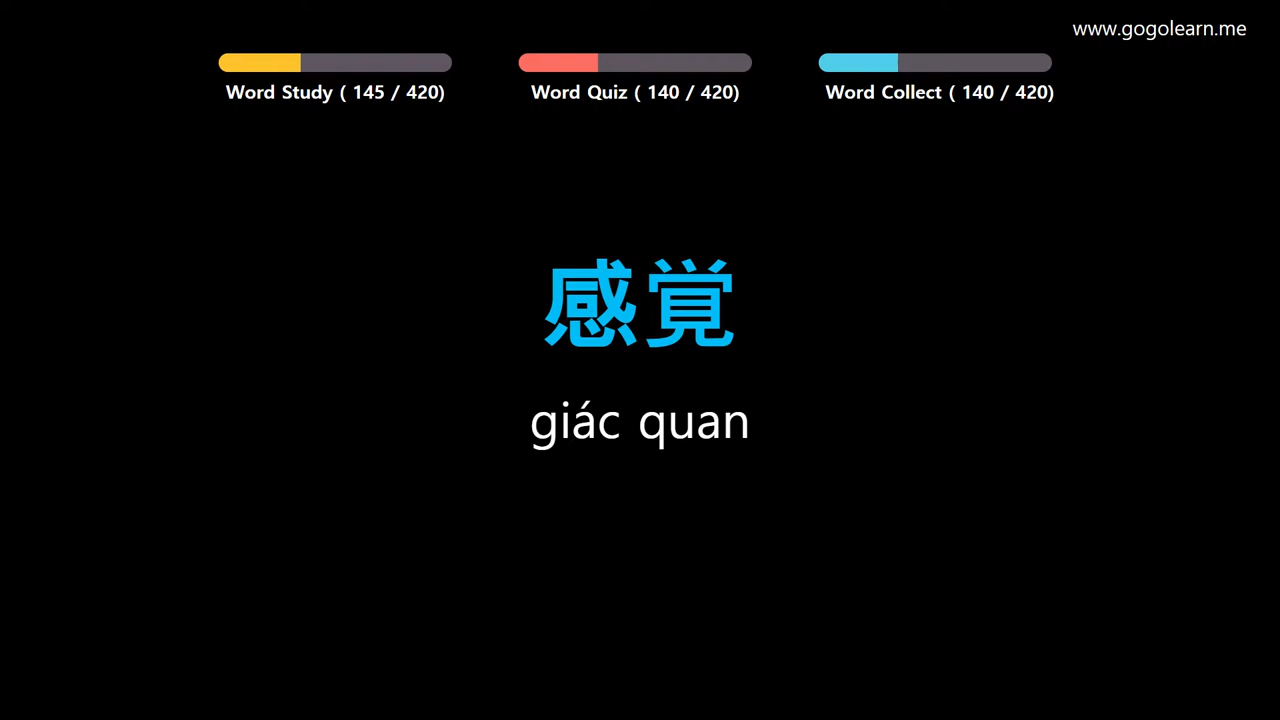 www.gogolearn.me
Word Study ( 145 / 420)
Word Quiz ( 140 / 420)
Word Collect ( 140 / 420)
感覚
giác quan